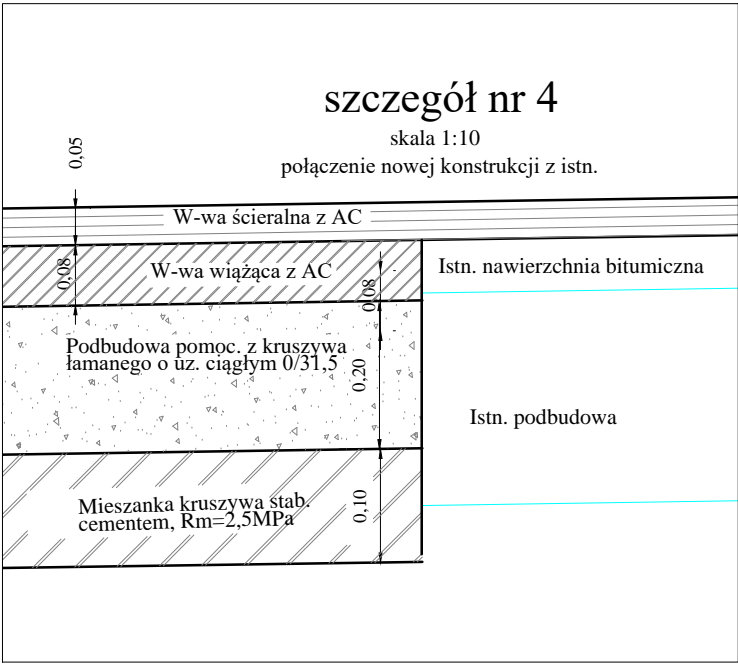 szczegół nr 4
skala 1:10
połączenie nowej konstrukcji z istn.
0,05
W-wa ścieralna z AC
0,08
W-wa wiążąca z AC
0,08
Istn. nawierzchnia bitumiczna
Podbudowa pomoc. z kruszywa
łamanego o uz. ciągłym 0/31,5
0,20
Istn. podbudowa
Mieszanka kruszywa stab.
cementem, Rm=2,5MPa
0,10